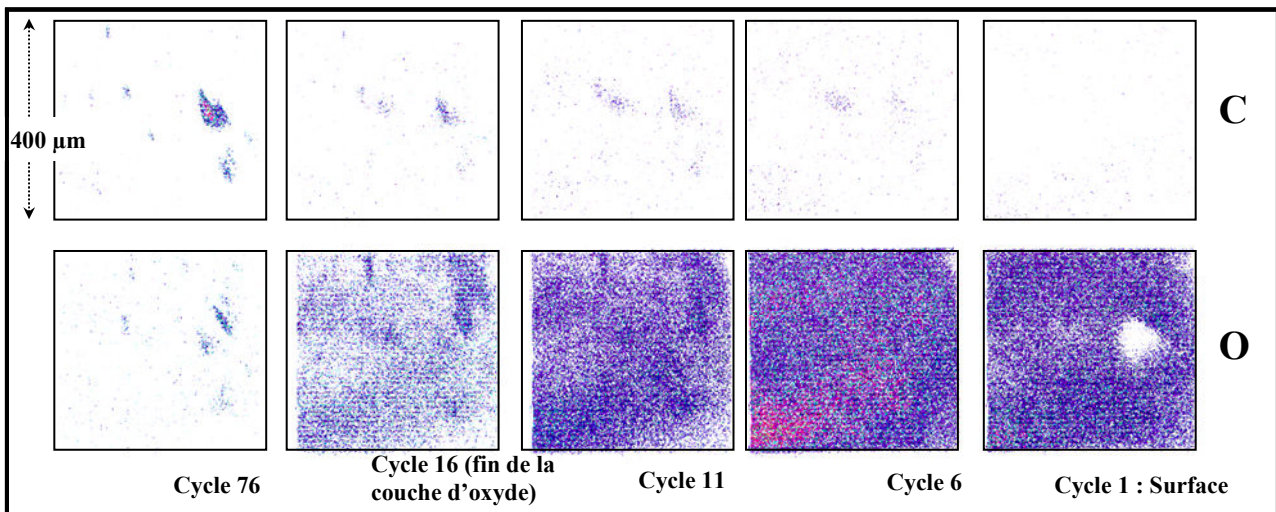 C
400 µm
O
Cycle 76
Cycle 16 (fin de la
couche d’oxyde)
Cycle 11
Cycle 6
Cycle 1 : Surface